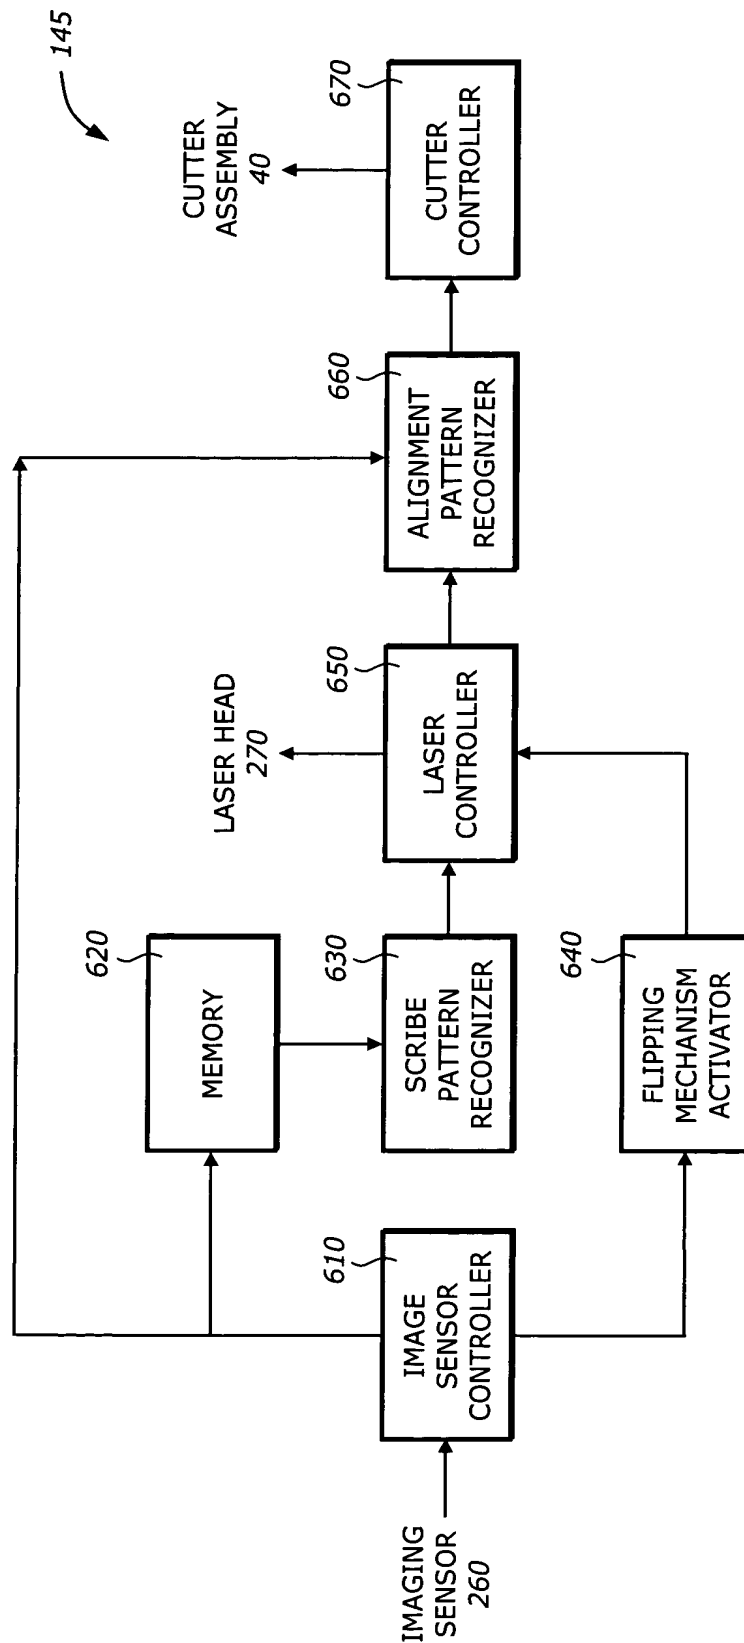 145
IMAGING
SENSOR
260
610
IMAGE
SENSOR
CONTROLLER
620
MEMORY
630
SCRIBE
PATTERN
RECOGNIZER
640
FLIPPING
MECHANISM
ACTIVATOR
LASER HEAD
270
650
LASER
CONTROLLER
660
ALIGNMENT
PATTERN
RECOGNIZER
CUTTER
ASSEMBLY
40
670
CUTTER
CONTROLLER